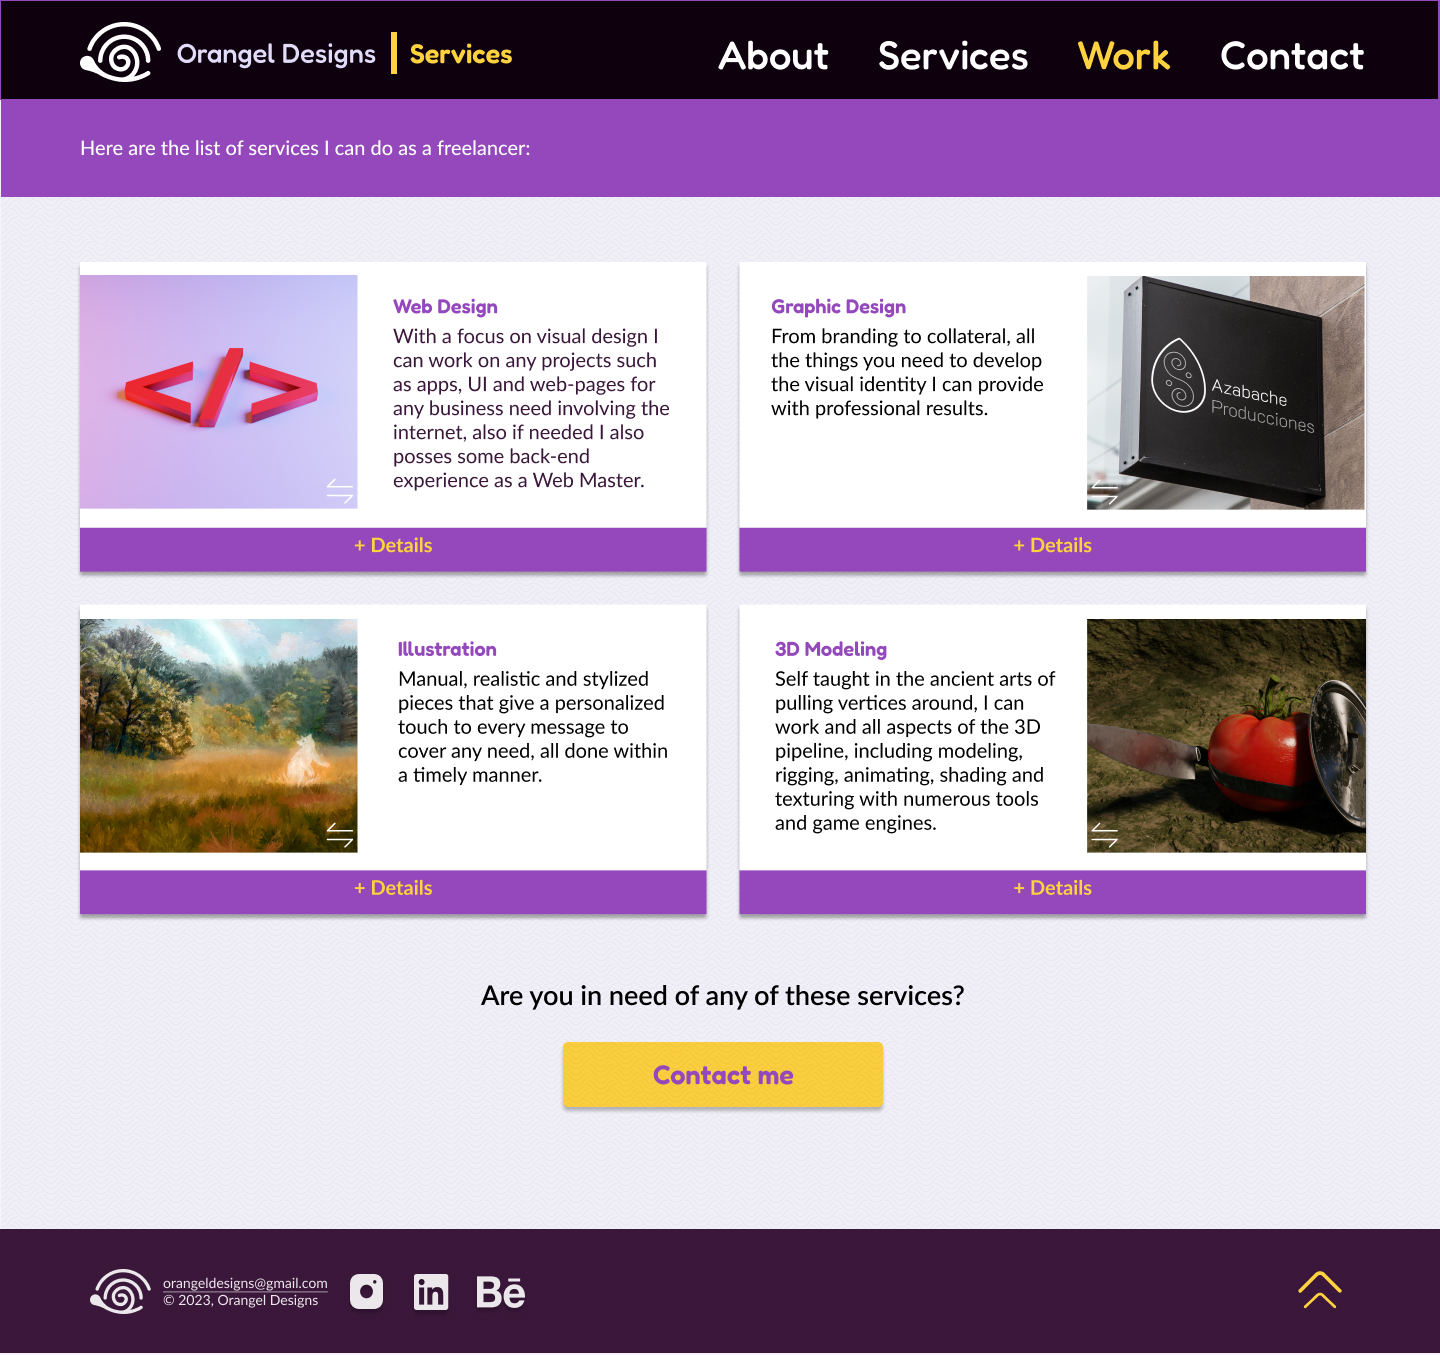 Orangel Designs | Services
About Services Work Contact
Here are the list of services I can do as a freelancer:
Web Design
With a focus on visual design I
can work on any projects such
as apps, UI and web-pages for
any business need involving the
internet, also if needed I also
posses some back-end
experience as a Web Master.
+ Details
Graphic Design
From branding to collateral, all
the things you need to develop
the visual identity I can provide
with professional results.
Azabache
Producciones
+ Details
Illustration
Manual, realistic and stylized
pieces that give a personalized
touch to every message to
cover any need, all done within
a timely manner.
+ Details
3D Modeling
Self taught in the ancient arts of
pulling vertices around, I can
work and all aspects of the 3D
pipeline, including modeling,
rigging, animating, shading and
texturing with numerous tools
and game engines.
+ Details
Are you in need of any of these services?
Contact me
orangeldesigns@gmail.com
© 2023, Orangel Designs
in
Bē